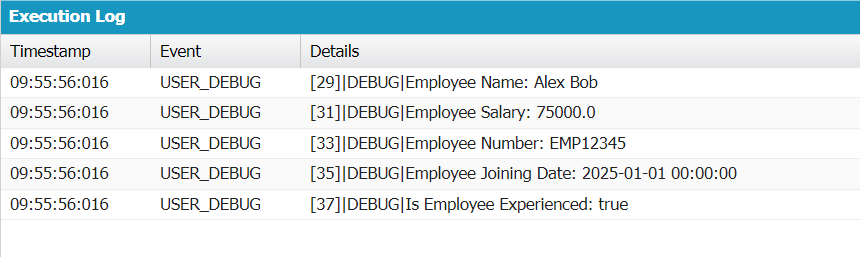 Execution Log
Timestamp Event Details
09:55:56:016 USER_DEBUG [29]|DEBUG|Employee Name: Alex Bob
09:55:56:016 USER_DEBUG [31]|DEBUG|Employee Salary: 75000.0
09:55:56:016 USER_DEBUG [33]|DEBUG|Employee Number: EMP12345
09:55:56:016 USER_DEBUG [35]|DEBUG|Employee Joining Date: 2025-01-01 00:00:00
09:55:56:016 USER_DEBUG [37]|DEBUG|Is Employee Experienced: true